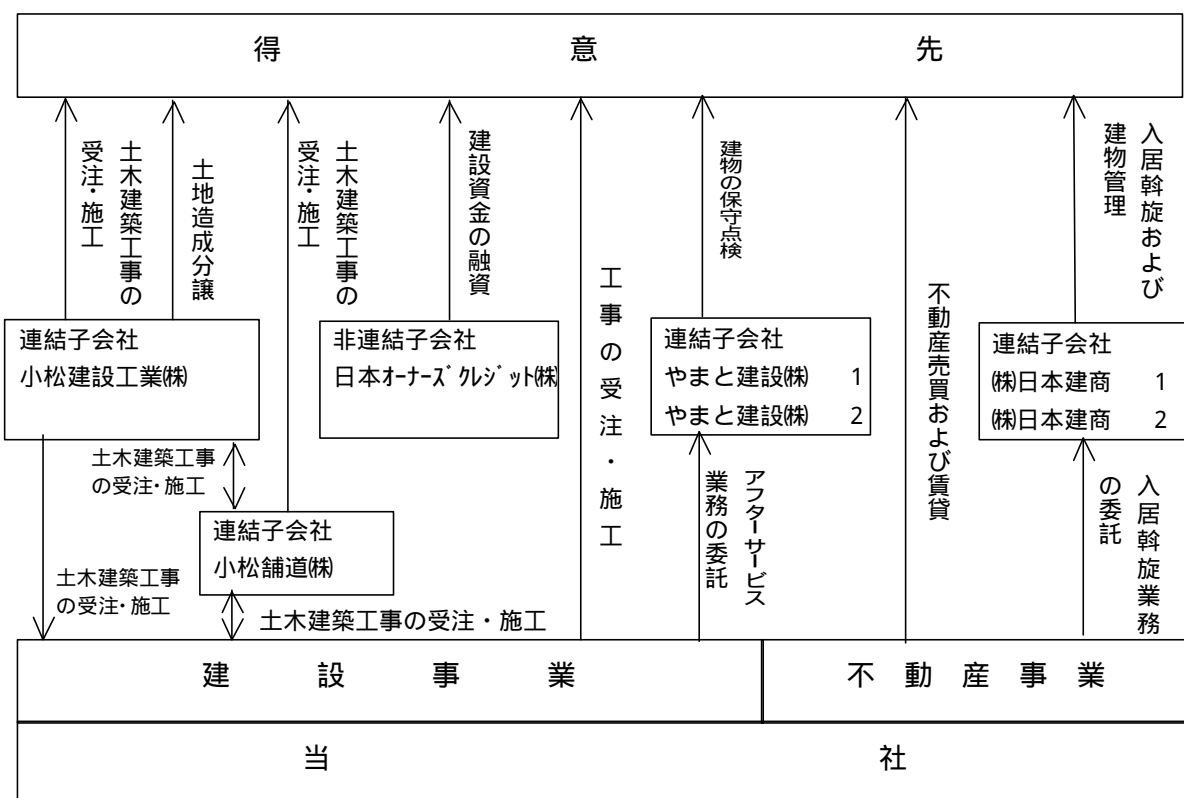 得意先
土木建築工事の
受注・施工
土地造成分譲
土木建築工事の
受注・施工
建設資金の融資
工事の受注・施工
建物の保守点検
不動産売買および賃貸
入居斡旋および
建物管理
連結子会社
小松建設工業㈱
非連結子会社
日本オーナーズクレジット㈱
連結子会社
やまと建設㈱ 1
やまと建設㈱ 2
連結子会社
㈱日本建商 1
㈱日本建商 2
土木建築工事
の受注・施工
連結子会社
小松舗道㈱
土木建築工事
の受注・施工
土木建築工事の受注・施工
アフターサービス
業務の委託
入居斡旋業務
の委託
建設事業
不動産事業
当社